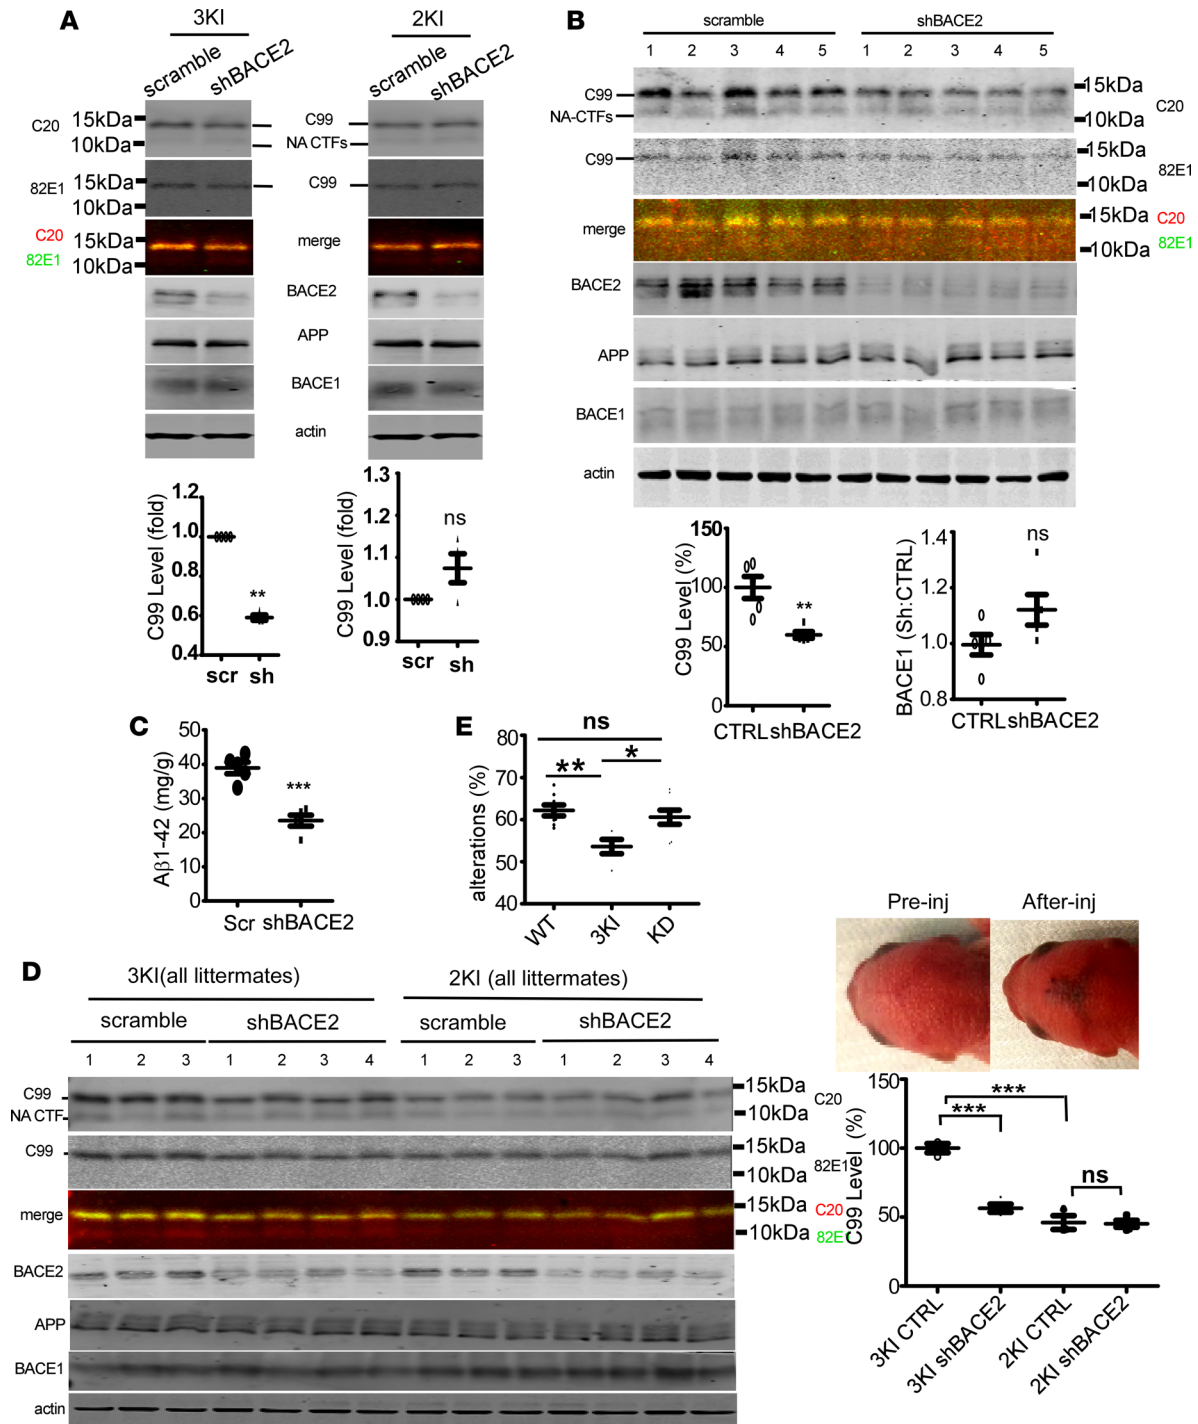 A
3KI
2KI
scramble
shBACE2
scramble
shBACE2
C20
15kDa
10kDa
C99
NA CTFs
82E1
15kDa
10kDa
C99
C20
82E1
15kDa
10kDa
merge
BACE2
APP
BACE1
actin
C99 Level (fold)
1.2
1.0
0.8
0.6
0.4
**
scr sh
C99 Level (fold)
1.3
1.2
1.1
1.0
0.9
ns
scr sh
B
scramble
shBACE2
1 2 3 4 5 1 2 3 4 5
C99
NA-CTFs
15kDa
10kDa
C20
C99
15kDa
10kDa
82E1
merge
15kDa
10kDa
C20
82E1
BACE2
APP
BACE1
actin
C99 Level (%)
150
100
50
0
**
CTRL shBACE2
BACE1 (Sh:CTRL)
1.4
1.2
1.0
0.8
ns
CTRL shBACE2
C
Aβ1-42 (mg/g)
50
40
30
20
10
0
***
Scr shBACE2
E
alterations (%)
80
70
60
50
40
ns
**
*
WT
3KI
KD
D
3KI(all littermates)
2KI (all littermates)
scramble
shBACE2
scramble
shBACE2
1 2 3 1 2 3 4 1 2 3 1 2 3 4
C99
NA CTF
15kDa
10kDa
C20
C99
15kDa
10kDa
82E1
merge
15kDa
10kDa
C20
82E
BACE2
APP
BACE1
actin
Pre-inj
After-inj
C99 Level (%)
150
100
50
0
***
***
ns
3KI CTRL
3KI shBACE2
2KI CTRL
2KI shBACE2